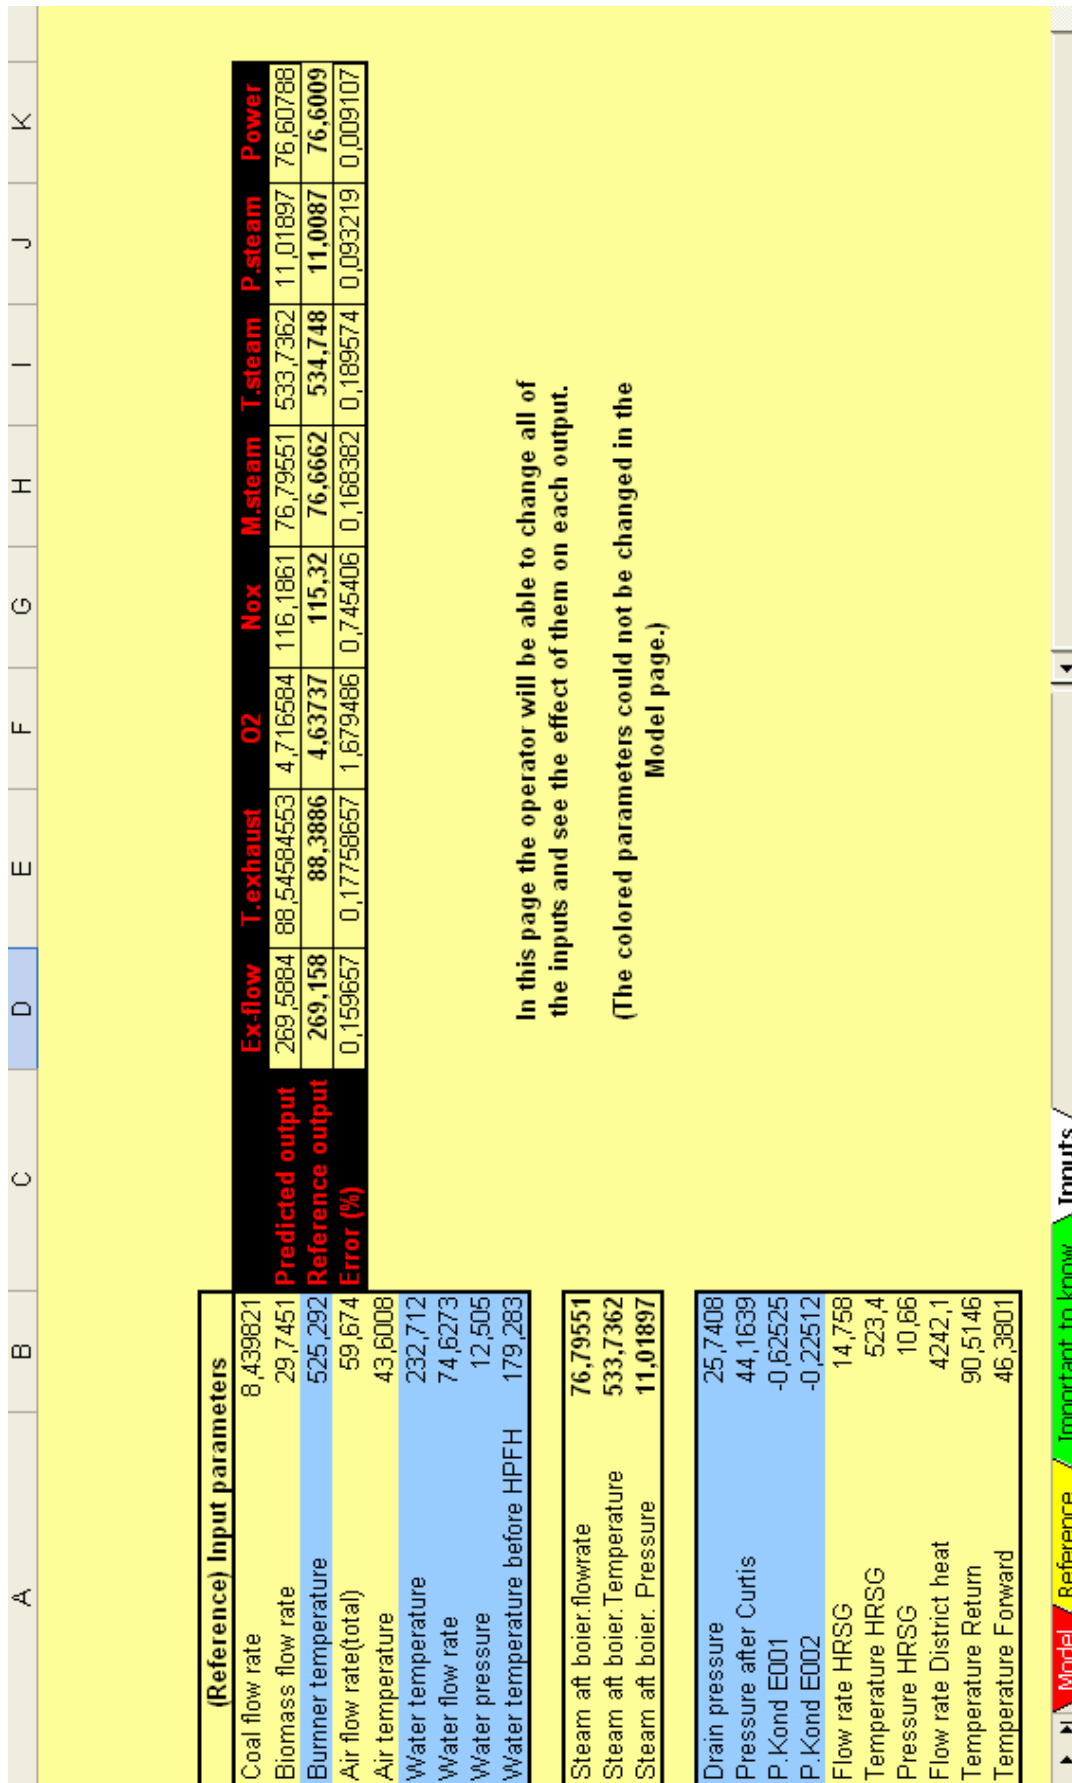 A B C D E F G H I J K
(Reference) Input parameters
Coal flow rate 8,439821 Ex-flow T.exhaust O2 Nox M.steam T.steam P.steam Power
Biomass flow rate 29,7451 Predicted output 269,5884 88,54584553 4,716584 116,1861 76,79551 533,7362 11,01897 76,60788
Burnner temperature 525,292 Reference output 269,158 88,3886 4,63737 115,32 76,6662 534,748 11,0087 76,6009
Air flow rate(total) 59,674 Error (%) 0,159657 0,17758657 1,679486 0,745406 0,168382 0,189574 0,093219 0,009107
Air temperature 43,6008
Water temperature 232,712
Water flow rate 74,6273
Water pressure 12,505
Water temperature before HPFH 179,283
In this page the operator will be able to change all of
the inputs and see the effect of them on each output.
(The colored parameters could not be changed in the
Model page.)
Steam aft boier.flowrate 76,79551
Steam aft boier.Temperature 533,7362
Steam aft boier. Pressure 11,01897
Drain pressure 25,7408
Pressure after Curtis 44,1639
P.Kond E001 -0,62525
P.Kond E002 -0,22512
Flow rate HRSG 14,758
Temperature HRSG 523,4
Pressure HRSG 10,66
Flow rate District heat 4242,1
Temperature Return 90,5146
Temperature Forward 46,3801
Model Reference Important to know Inputs